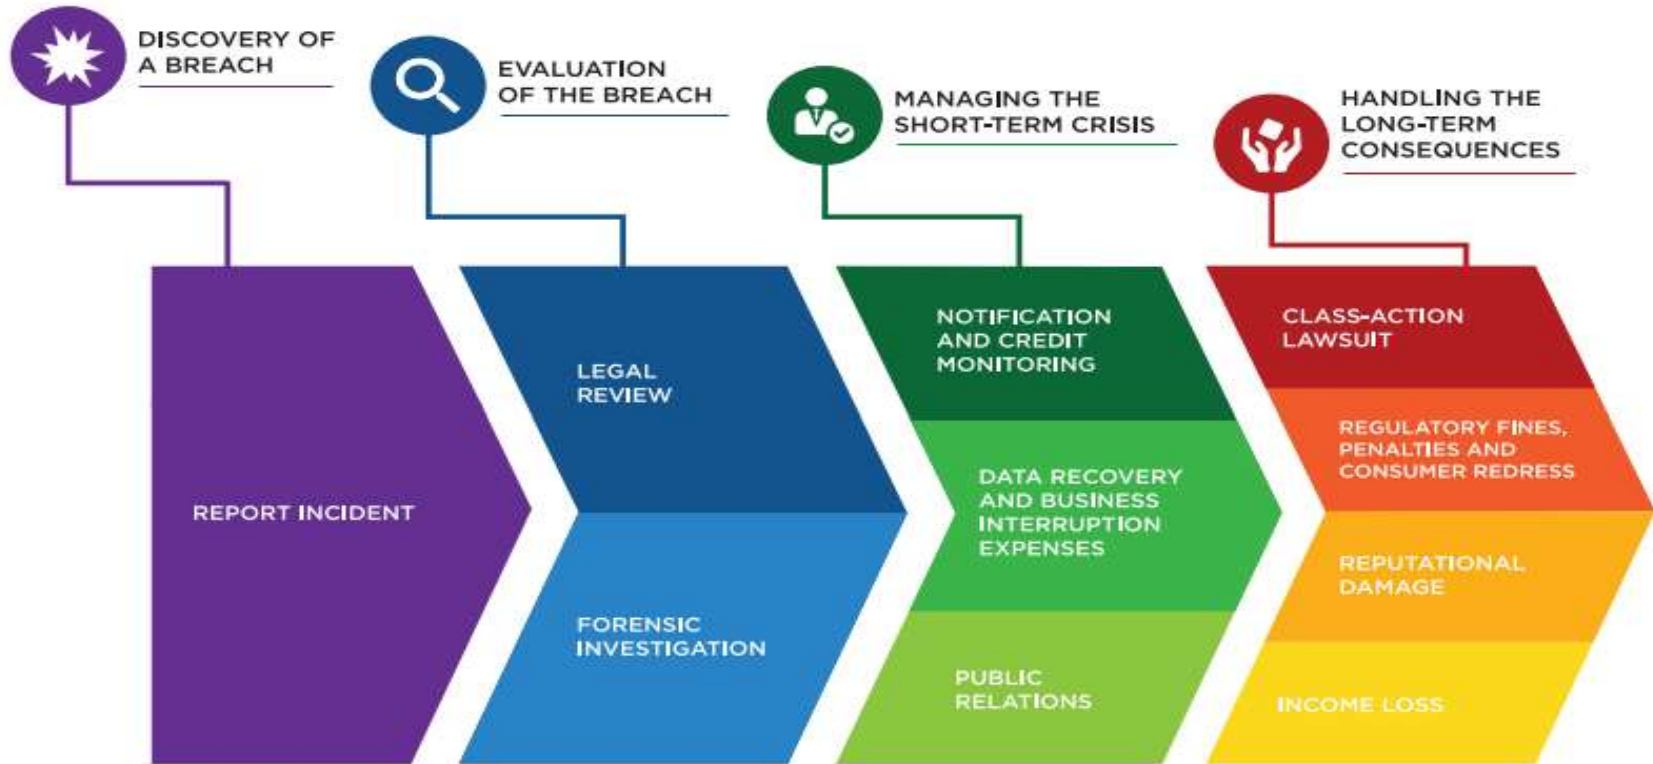 DISCOVERY OF
A BREACH
EVALUATION
OF THE BREACH
MANAGING THE
SHORT-TERM CRISIS
HANDLING THE
LONG-TERM
CONSEQUENCES
REPORT INCIDENT
LEGAL
REVIEW
FORENSIC
INVESTIGATION
NOTIFICATION
AND CREDIT
MONITORING
DATA RECOVERY
AND BUSINESS
INTERRUPTION
EXPENSES
PUBLIC
RELATIONS
CLASS-ACTION
LAWSUIT
REGULATORY FINES,
PENALTIES AND
CONSUMER REDRESS
REPUTATIONAL
DAMAGE
INCOME LOSS